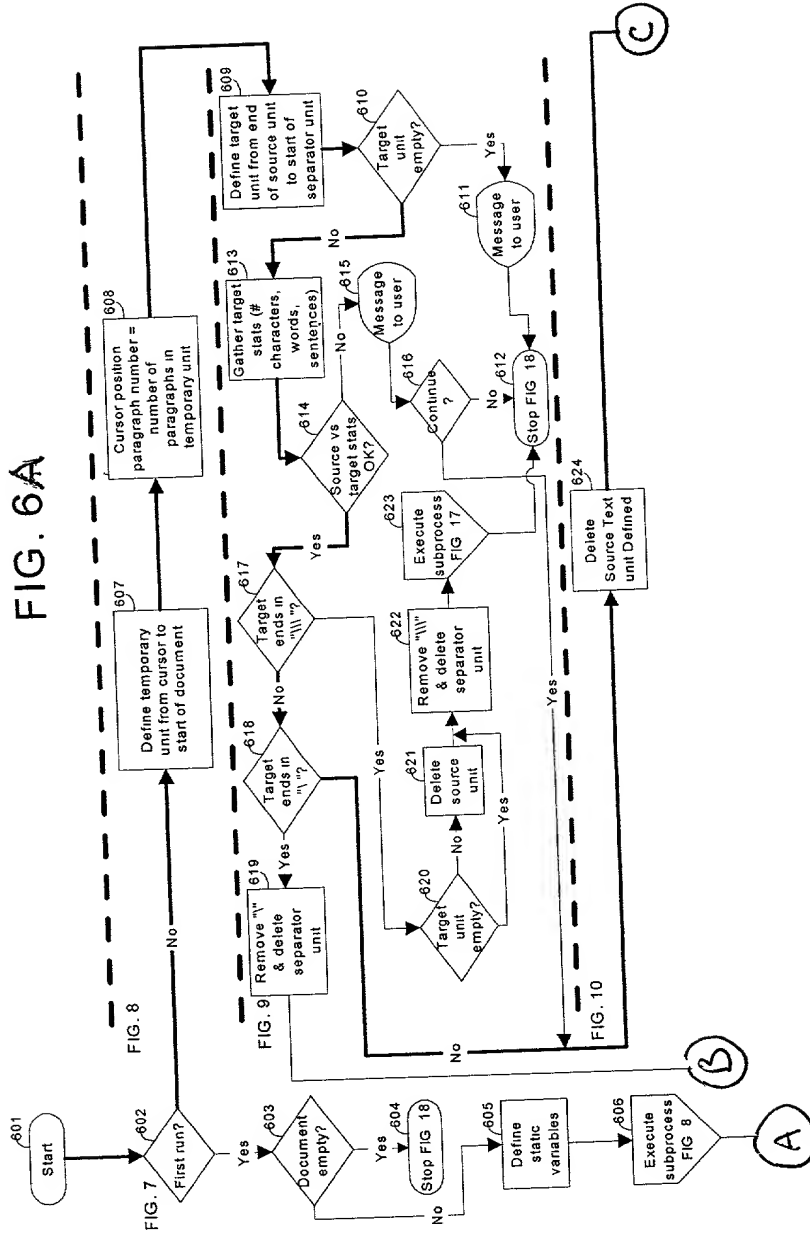 FIG. 6A
601
Start
602
First run?
FIG. 7
Yes
603
Document
empty?
Yes
604
Stop FIG 18
No
605
Define
static
variables
606
Execute
subprocess
FIG 8
A
No
FIG. 8
607
Define temporary
unit from cursor to
start of document
608
Cursor position
paragraph number =
number of
paragraphs in
temporary unit
FIG. 9
609
Define target
unit from end
of source unit
to start of
separator unit
610
Target
unit
empty?
Yes
611
Message
to user
612
Stop FIG 18
No
613
Gather target
stats (#
characters,
words,
sentences)
614
Source vs
target stats
OK?
No
615
Message
to user
616
Continue
?
No
Yes
Yes
617
Target
ends in
"\\\"?
No
618
Target
ends in
"\"?
Yes
619
Remove "\"
& delete
separator
unit
B
No
Yes
620
Target
unit
empty?
No
Yes
621
Delete
source
unit
622
Remove "\\\"
& delete
separator
unit
623
Execute
subprocess
FIG 17
FIG. 10
624
Delete
Source Text
unit Defined
C